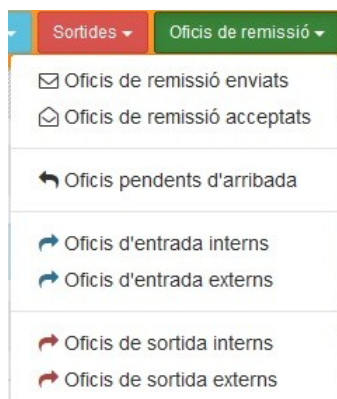 Sortides Oficis de remissió
Oficis de remissió enviats
Oficis de remissió acceptats
Oficis pendents d'arribada
Oficis d'entrada interns
Oficis d'entrada externs
Oficis de sortida interns
Oficis de sortida externs